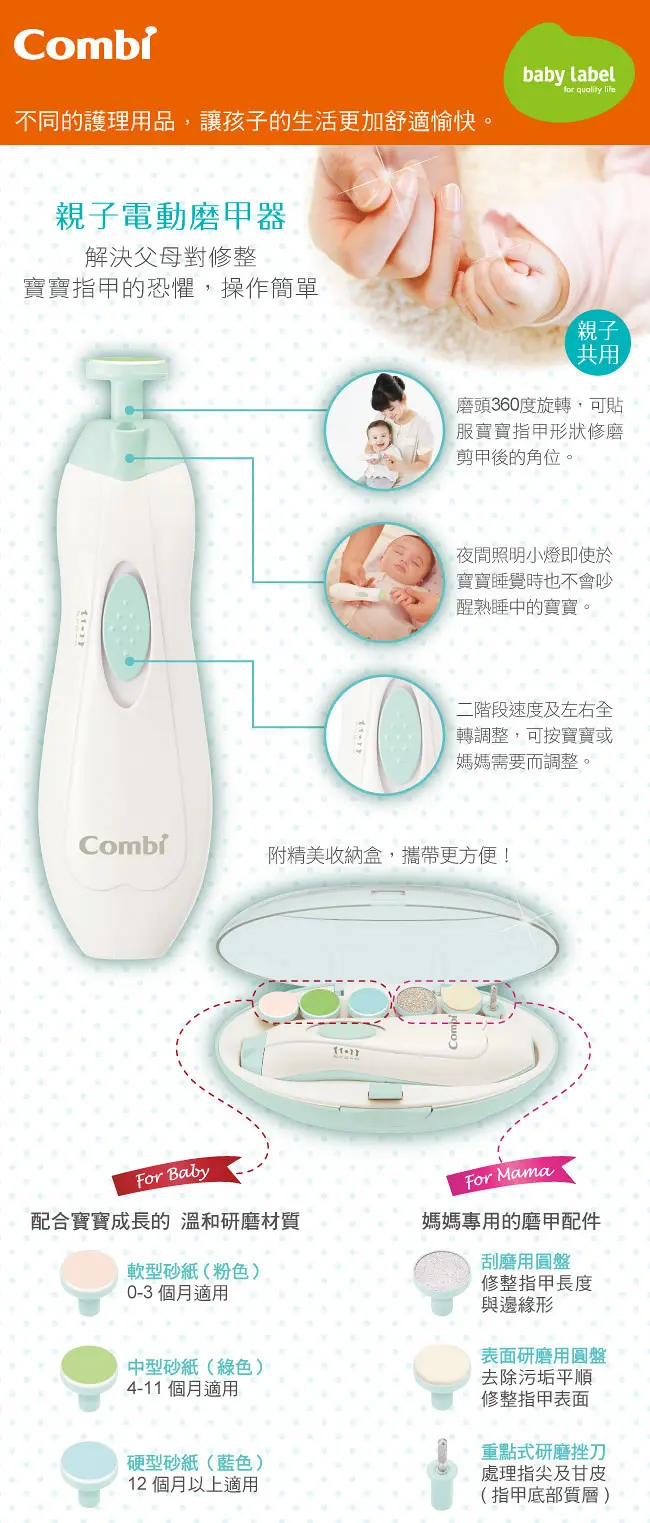 Combi
baby label
for quality life
不同的護理用品，讓孩子的生活更加舒適愉快。
親子電動磨甲器
解決父母對修整
寶寶指甲的恐懼，操作簡單
親子
共用
磨頭360度旋轉，可貼
服寶寶指甲形狀修磨
剪甲後的角位。
夜間照明小燈即使於
寶寶睡覺時也不會吵
醒熟睡中的寶寶。
二階段速度及左右全
轉調整，可按寶寶或
媽媽需要而調整。
Combi
附精美收納盒，攜帶更方便！
Combi
For Baby
For Mama
配合寶寶成長的 溫和研磨材質
媽媽專用的磨甲配件
軟型砂紙（粉色）
0-3 個月適用
刮磨用圓盤
修整指甲長度
與邊緣形
中型砂紙（綠色）
4-11 個月適用
表面研磨用圓盤
去除污垢平順
修整指甲表面
硬型砂紙（藍色）
12 個月以上適用
重點式研磨挫刀
處理指尖及甘皮
（指甲底部質層）